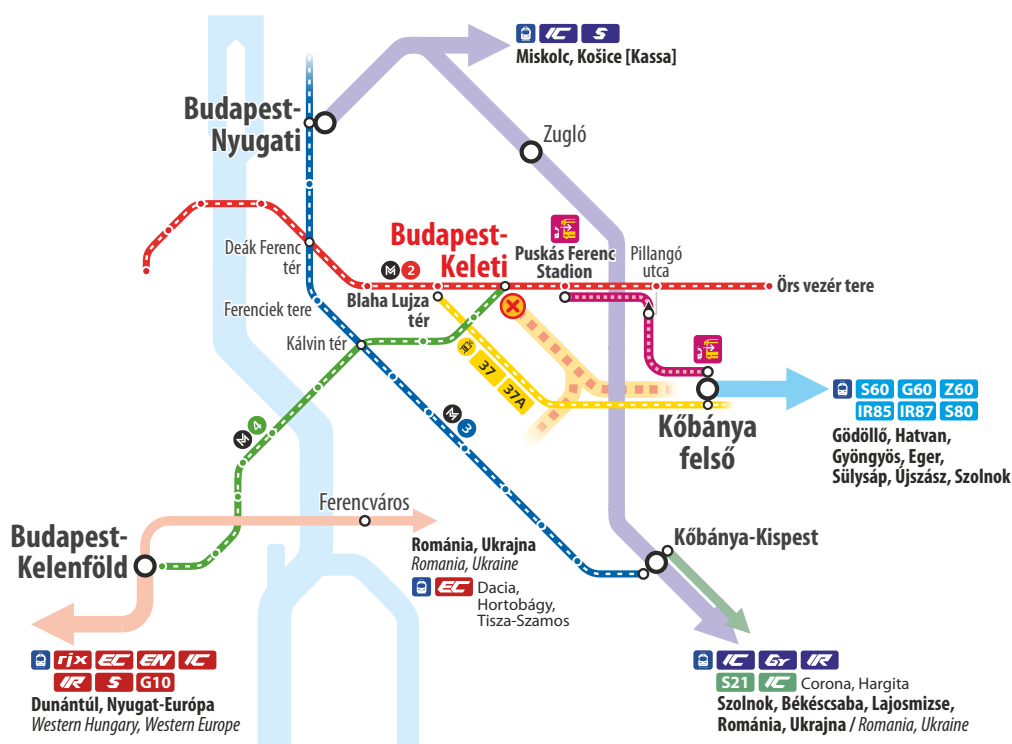 IC S
Miskolc, Košice [Kassa]
Budapest-
Nyugati
Zugló
Deák Ferenc
tér
Budapest-
Keleti
M 2
Puskás Ferenc
Stadion
Pillangó
utca
Örs vezér tere
Blaha Lujza
tér
Ferenciek tere
Kálvin tér
37
37A
M 4
M 3
Kőbánya
felső
S60 G60 Z60
IR85 IR87 S80
Gödöllő, Hatvan,
Gyöngyös, Eger,
Sülysáp, Újszász, Szolnok
Ferencváros
Budapest-
Kelenföld
Románia, Ukrajna
Romania, Ukraine
EC Dacia,
Hortobágy,
Tisza-Szamos
Kőbánya-Kispest
rjx EC EN IC
IR S G10
Dunántúl, Nyugat-Európa
Western Hungary, Western Europe
IC Gy IR
S21 IC Corona, Hargita
Szolnok, Békéscsaba, Lajosmizse,
Románia, Ukrajna / Romania, Ukraine